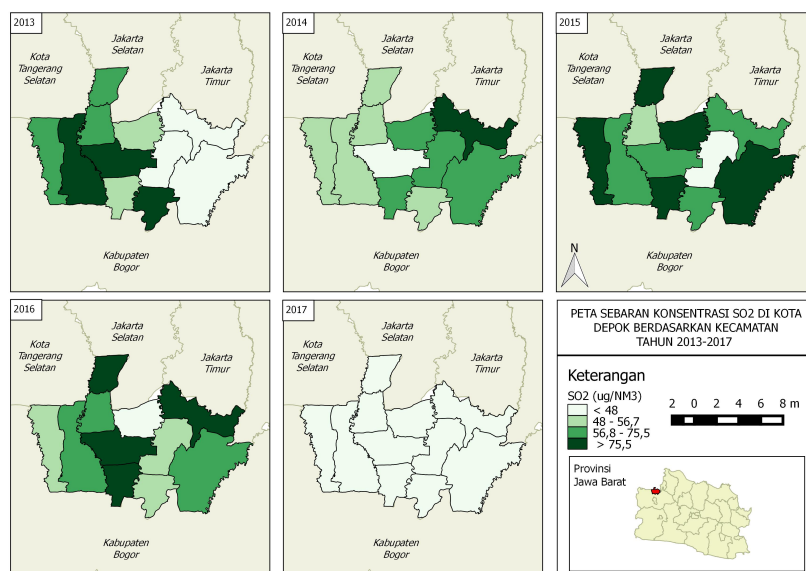 2013
Kota
Tangerang
Selatan
Jakarta
Selatan
Jakarta
Timur
Kabupaten
Bogor
2014
Kota
Tangerang
Selatan
Jakarta
Selatan
Jakarta
Timur
Kabupaten
Bogor
2015
Kota
Tangerang
Selatan
Jakarta
Selatan
Jakarta
Timur
Kabupaten
Bogor
N
2016
Kota
Tangerang
Selatan
Jakarta
Selatan
Jakarta
Timur
Kabupaten
Bogor
2017
Kota
Tangerang
Selatan
Jakarta
Selatan
Jakarta
Timur
Kabupaten
Bogor
PETA SEBARAN KONSENTRASI SO2 DI KOTA
DEPOK BERDASARKAN KECAMATAN
TAHUN 2013-2017
Keterangan
SO2 (ug/NM3)
< 48
48 - 56,7
56,8 - 75,5
> 75,5
2 0 2 4 6 8 m
Provinsi
Jawa Barat